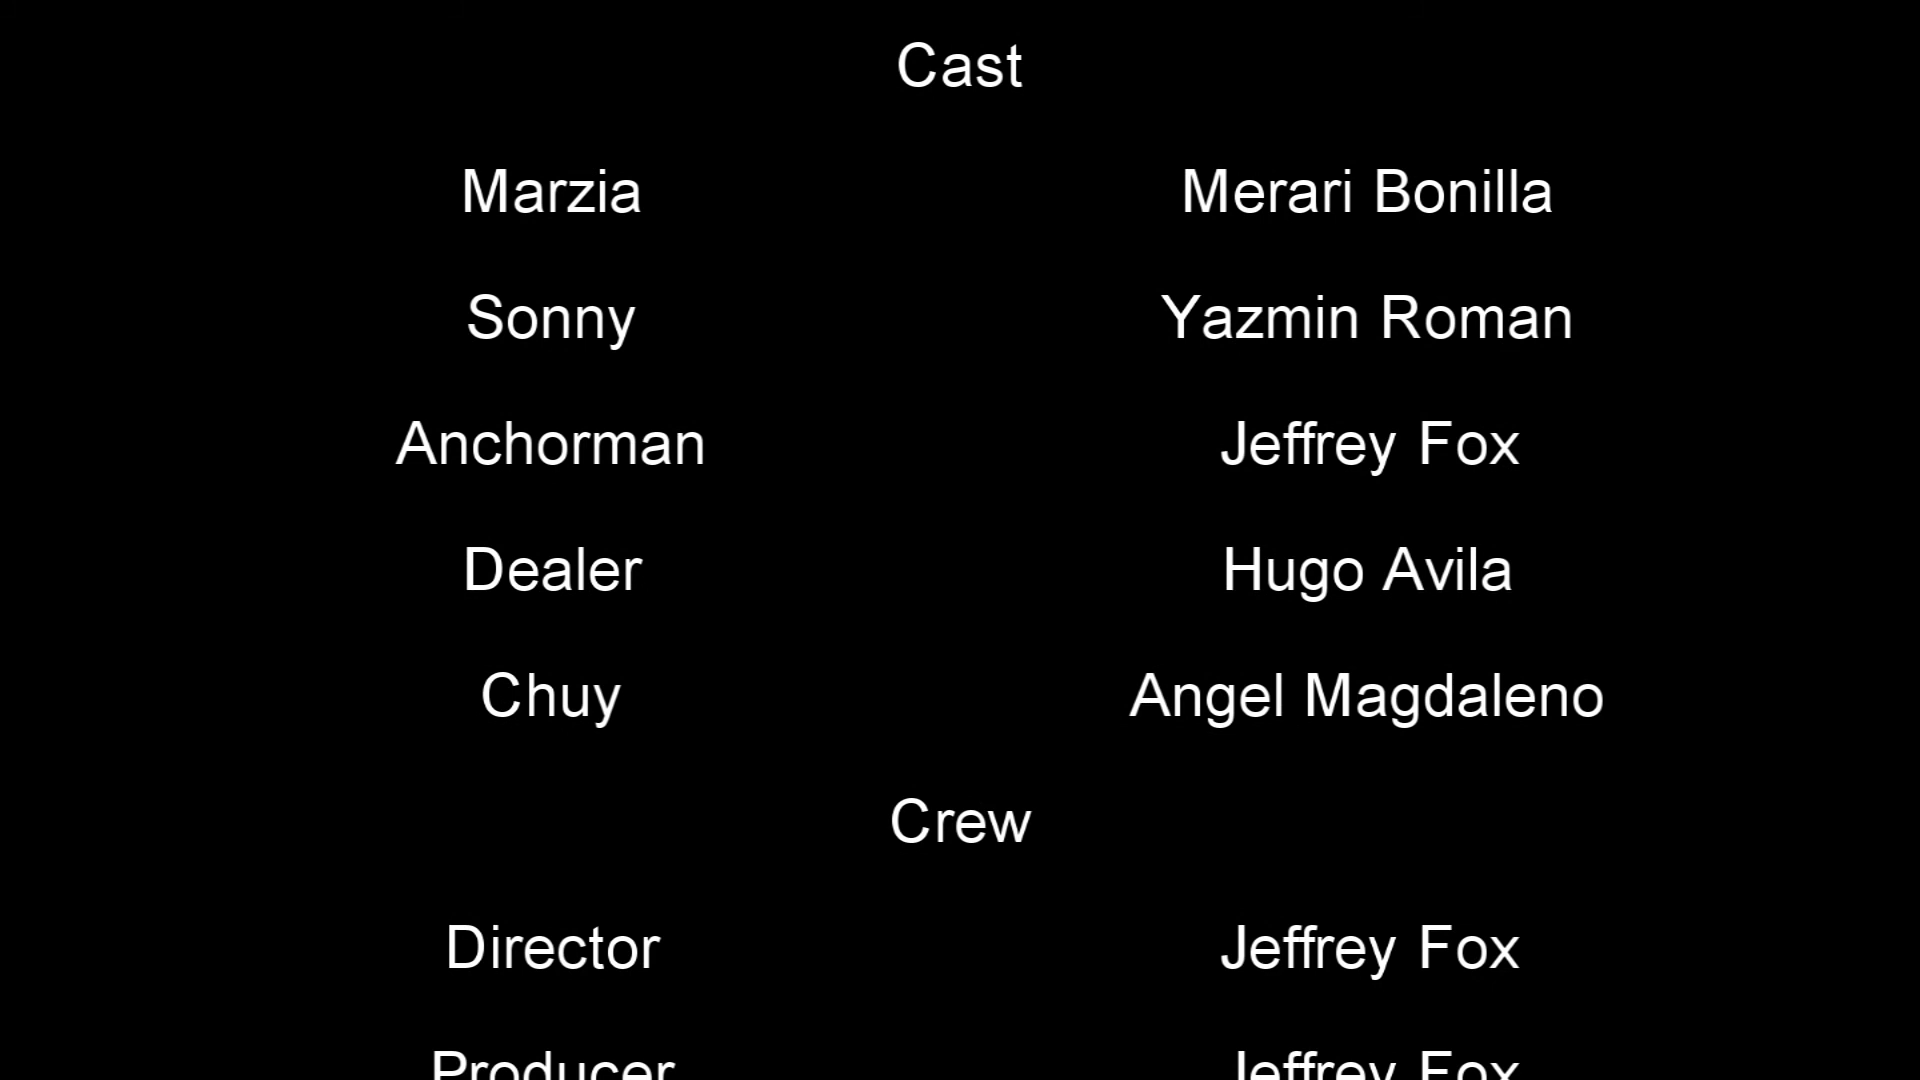 Cast
Marzia Merari Bonilla
Sonny Yazmin Roman
Anchorman Jeffrey Fox
Dealer Hugo Avila
Chuy Angel Magdaleno
Crew
Director Jeffrey Fox
Producer Jeffrey Fox